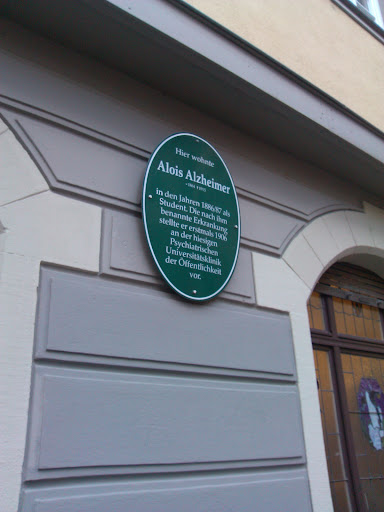 Hier wohnte
Alois Alzheimer
in den Jahren 1886/87 als
Student. Die nach ihm
benannte Erkrankung
stellte er erstmals 1906
an der hiesigen
Psychiatrischen
Universitätsklinik
der Öffentlichkeit
vor.